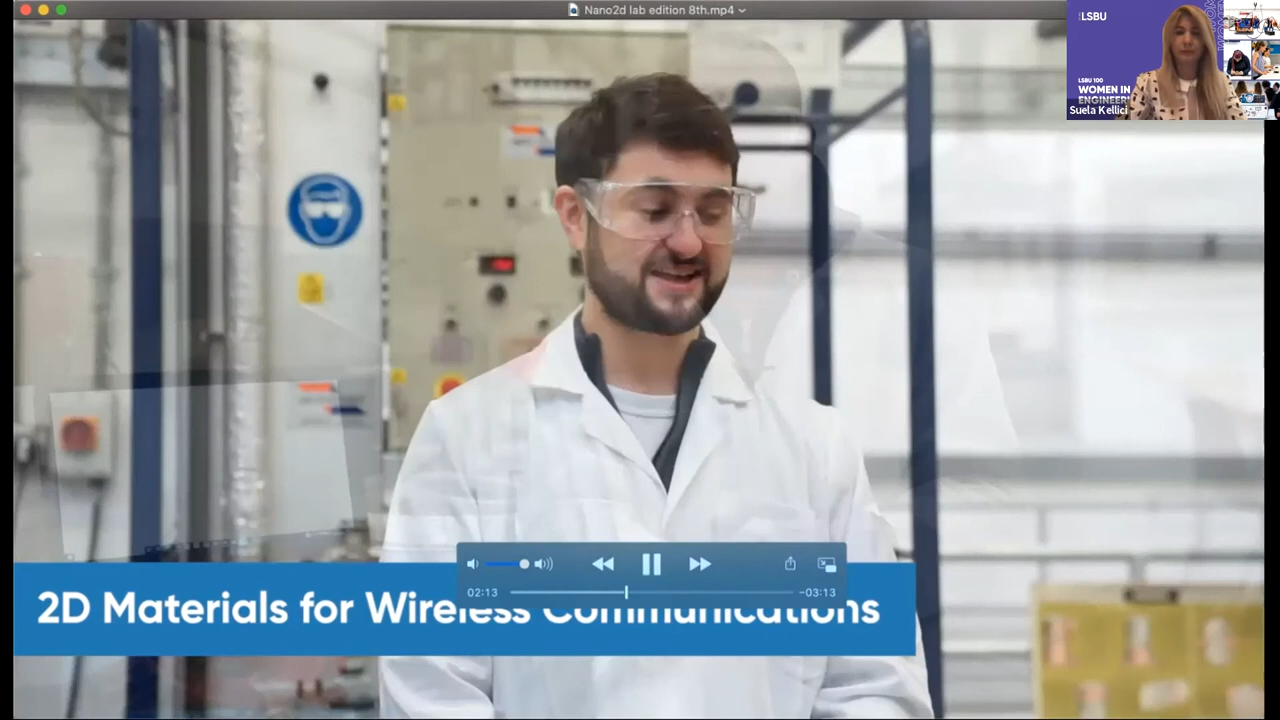 Nano2d lab edition 8th.mp4
LSBU
LSBU 100
WOMEN IN
ENGINEER
Suela Kellici
02:13
-03:13
2D Materials for Wireless Communications